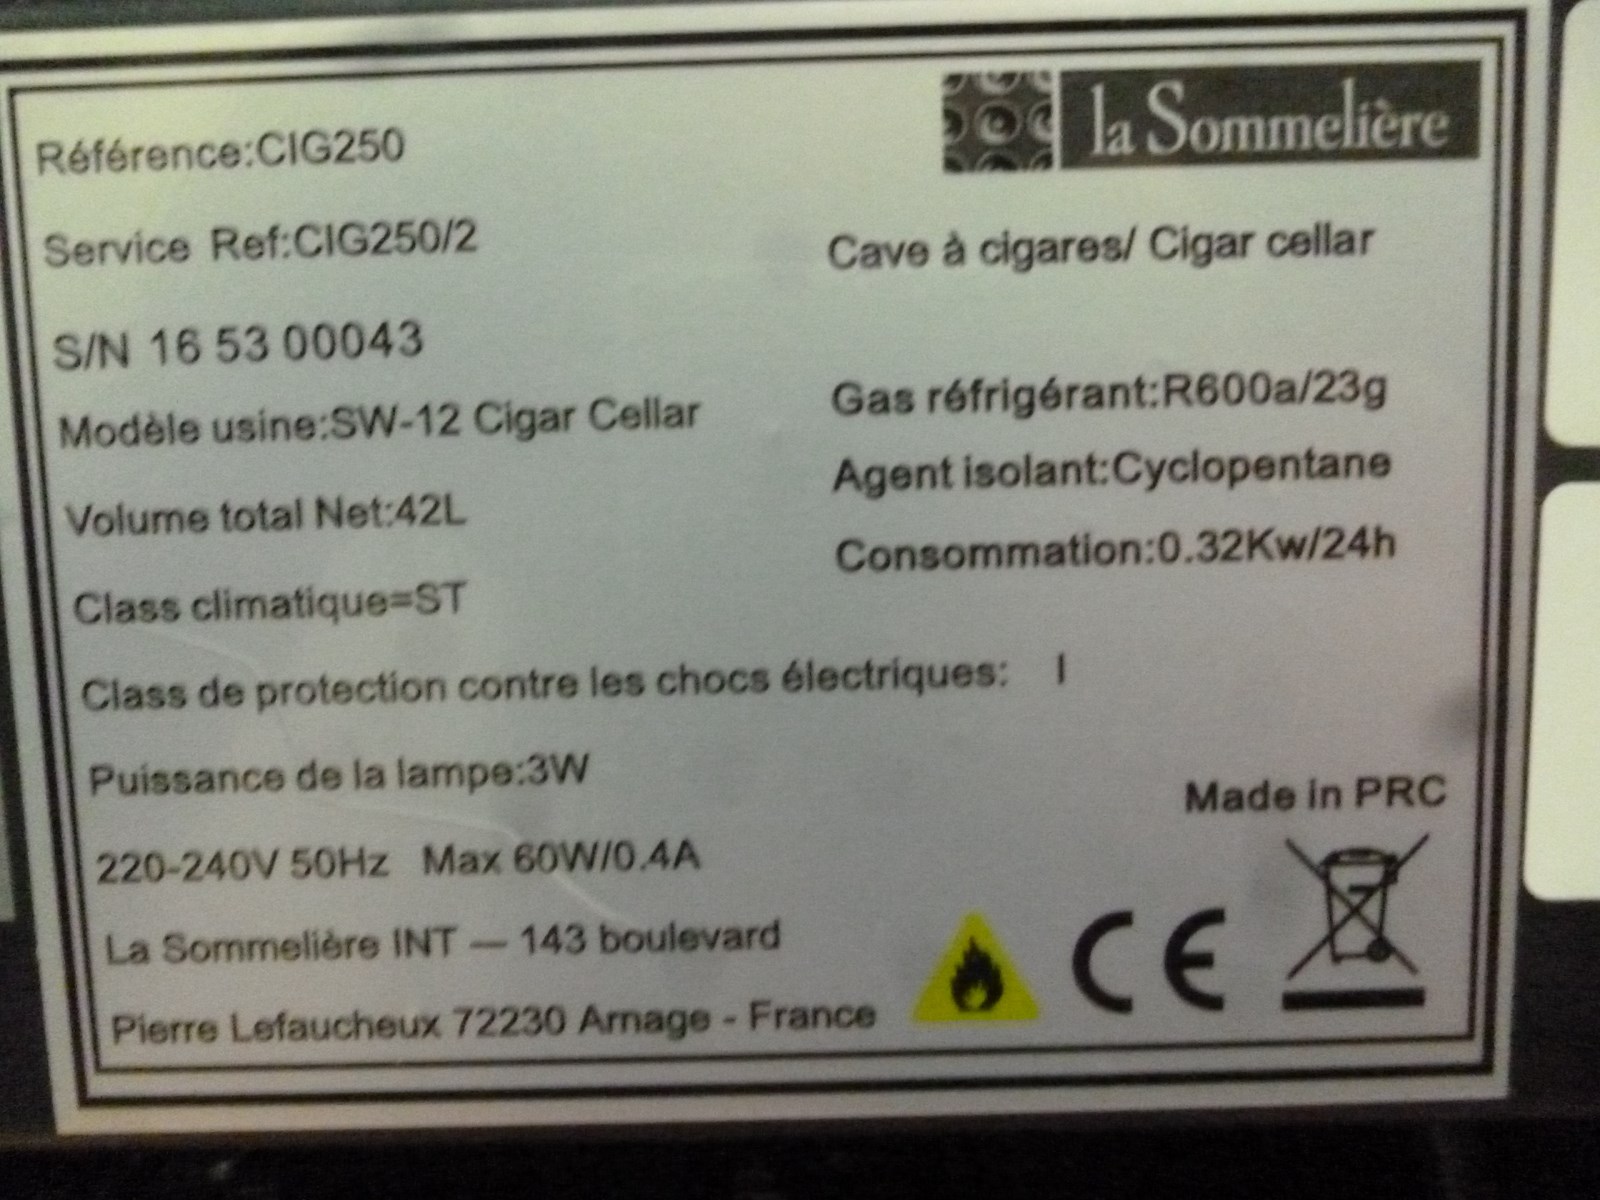 la Sommelière
Référence:CIG250
Service Ref:CIG250/2
Cave à cigares/ Cigar cellar
S/N 16 53 00043
Gas réfrigérant:R600a/23g
Modèle usine:SW-12 Cigar Cellar
Agent isolant:Cyclopentane
Volume total Net:42L
Consommation:0.32Kw/24h
Class climatique=ST
Class de protection contre les chocs électriques: I
Puissance de la lampe:3W
Made in PRC
220-240V 50Hz Max 60W/0.4A
La Sommelière INT — 143 boulevard
Pierre Lefaucheux 72230 Arnage - France
CE